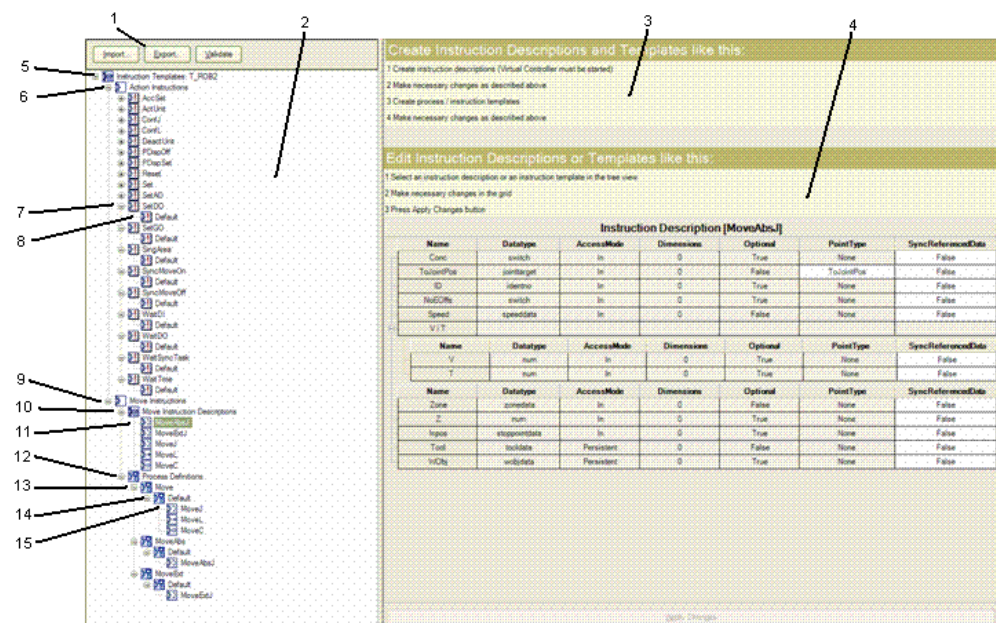 1
2
3
4
Import...
Export...
Validate
Create Instruction Descriptions and Templates like this:
1 Create instruction descriptions (Virtual Controller must be started)
2 Make necessary changes as described above
3 Create process / instruction templates
4 Make necessary changes as described above
Edit Instruction Descriptions or Templates like this:
1 Select an instruction description or an instruction template in the tree view
2 Make necessary changes in the grid
3 Press Apply Changes button
5
Instruction Templates: T_ROB2
6
Action Instructions
AccSet
ActUnit
ConfJ
ConfL
DeactUnit
PDispOff
PDispSet
Reset
Set
SetAO
7
SetDO
8
Default
SetGO
Default
SingArea
Default
SyncMoveOn
Default
SyncMoveOff
Default
WaitDI
Default
WaitDO
Default
WaitSyncTask
Default
WaitTime
Default
9
Move Instructions
10
Move Instruction Descriptions
11
MoveAbsJ
MoveExtJ
MoveJ
MoveL
MoveC
12
Process Definitions
13
Move
14
Default
15
MoveJ
MoveL
MoveC
MoveAbs
Default
MoveAbsJ
MoveExt
Default
MoveExtJ
Instruction Description [MoveAbsJ]
Name Datatype AccessMode Dimensions Optional PointType SyncReferencedData
Conc switch In 0 True None False
ToJointPos jointtarget In 0 False ToJointPos False
ID identno In 0 True None False
NoEOffs switch In 0 True None False
Speed speeddata In 0 False None False
V / T
Name Datatype AccessMode Dimensions Optional PointType SyncReferencedData
V num In 0 True None False
T num In 0 True None False
Name Datatype AccessMode Dimensions Optional PointType SyncReferencedData
Zone zonedata In 0 False None False
Z num In 0 True None False
Inpos stoppointdata In 0 True None False
Tool tooldata Persistent 0 False None False
WObj wobjdata Persistent 0 True None False
Apply Changes